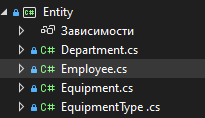 Entity
Зависимости
C# Department.cs
C# Employee.cs
C# Equipment.cs
C# EquipmentType .cs